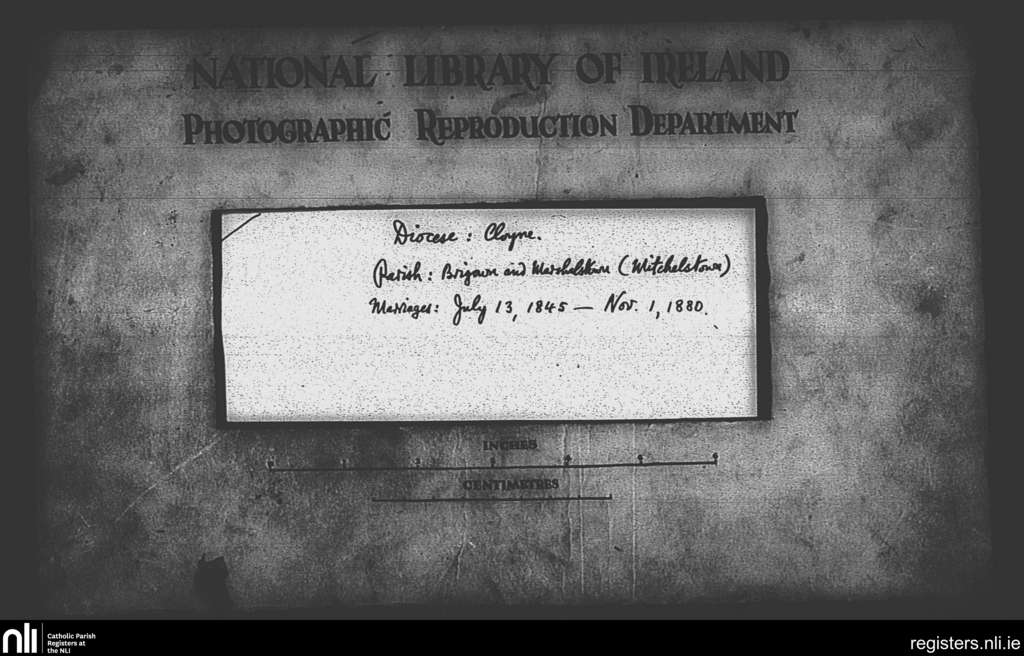 NATIONAL LIBRARY OF IRELAND
PHOTOGRAPHIC REPRODUCTION DEPARTMENT
Diocese : Cloyne.
Parish : Brigown and Marshalstown (Mitchelstown)
Marriages: July 13, 1845 — Nov. 1, 1880.
INCHES
CENTIMETRES
nli
Catholic Parish
Registers at
the NLI
registers.nli.ie